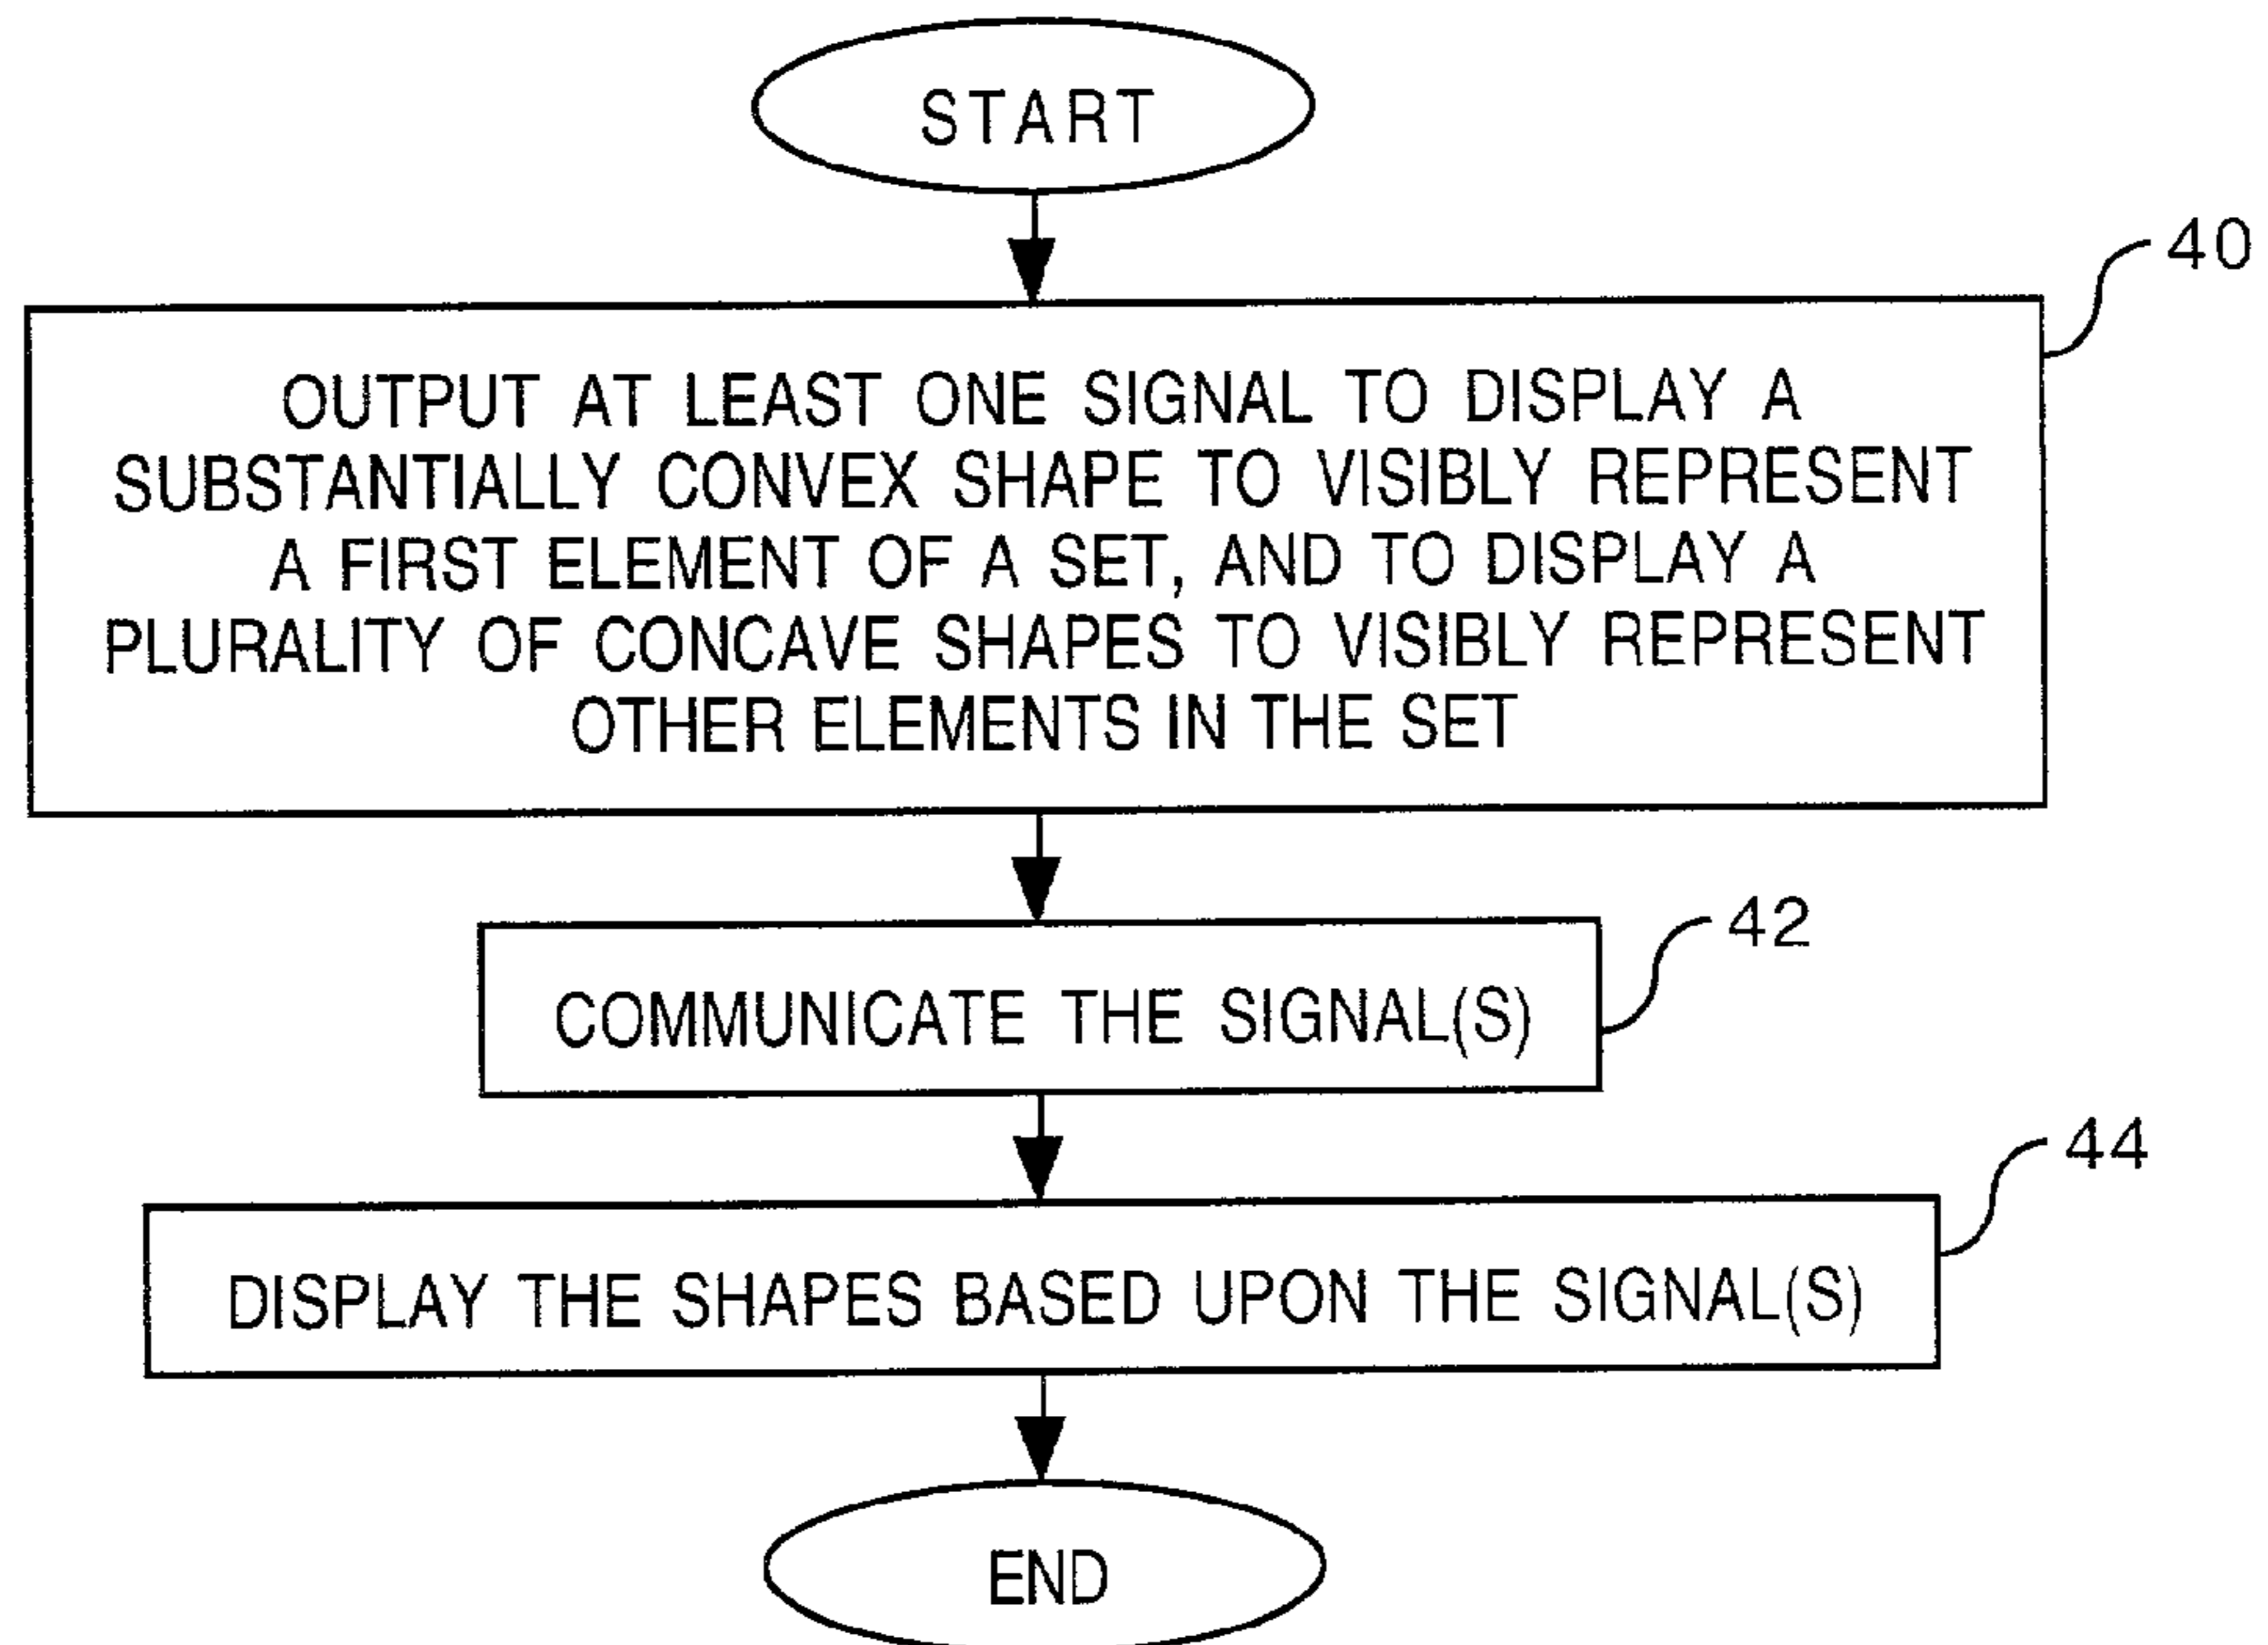 START
40
OUTPUT AT LEAST ONE SIGNAL TO DISPLAY A
SUBSTANTIALLY CONVEX SHAPE TO VISIBLY REPRESENT
A FIRST ELEMENT OF A SET, AND TO DISPLAY A
PLURALITY OF CONCAVE SHAPES TO VISIBLY REPRESENT
OTHER ELEMENTS IN THE SET
42
COMMUNICATE THE SIGNAL(S)
44
DISPLAY THE SHAPES BASED UPON THE SIGNAL(S)
END